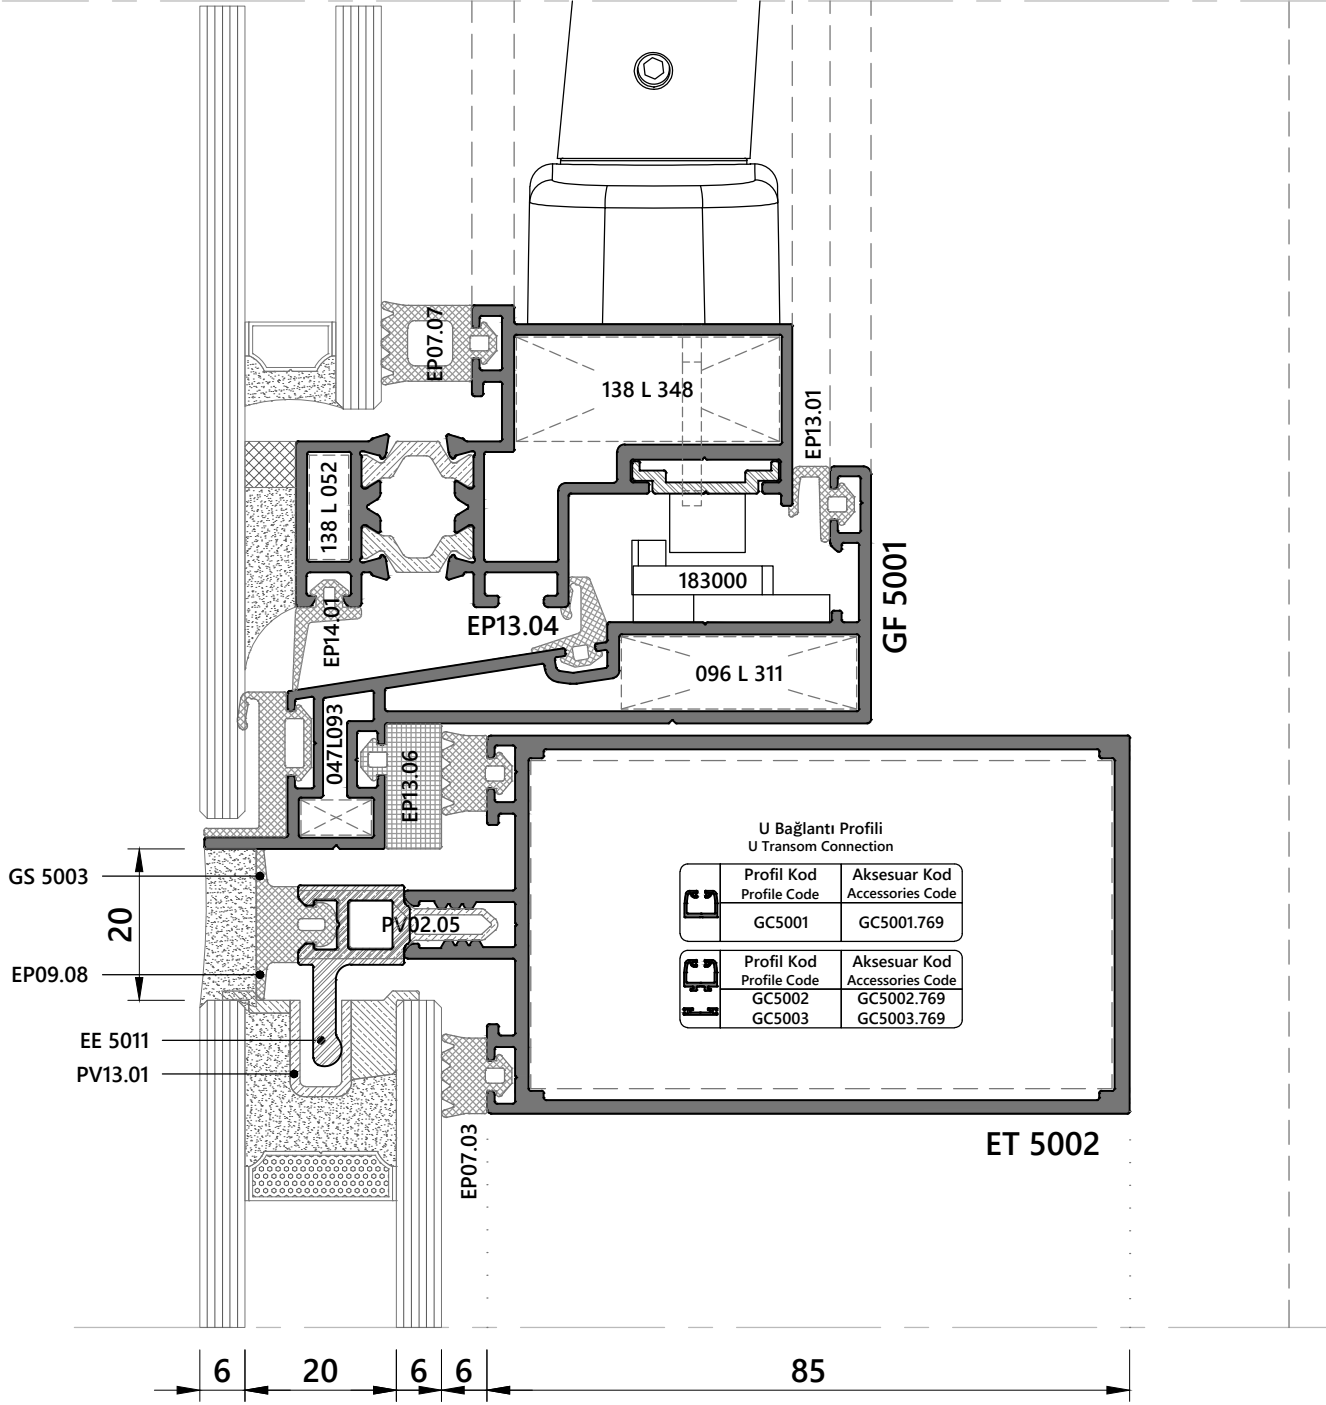 EP07.07
138 L 348
EP13.01
138 L 052
183000
GF 5001
EP14.01
EP13.04
096 L 311
047L093
EP13.06
U Bağlantı Profili
U Transom Connection
Profil Kod
Profile Code
Aksesuar Kod
Accessories Code
GC5001
GC5001.769
Profil Kod
Profile Code
Aksesuar Kod
Accessories Code
GC5002
GC5002.769
GC5003
GC5003.769
GS 5003
20
PV02.05
EP09.08
EE 5011
PV13.01
EP07.03
ET 5002
6
20
6
6
85